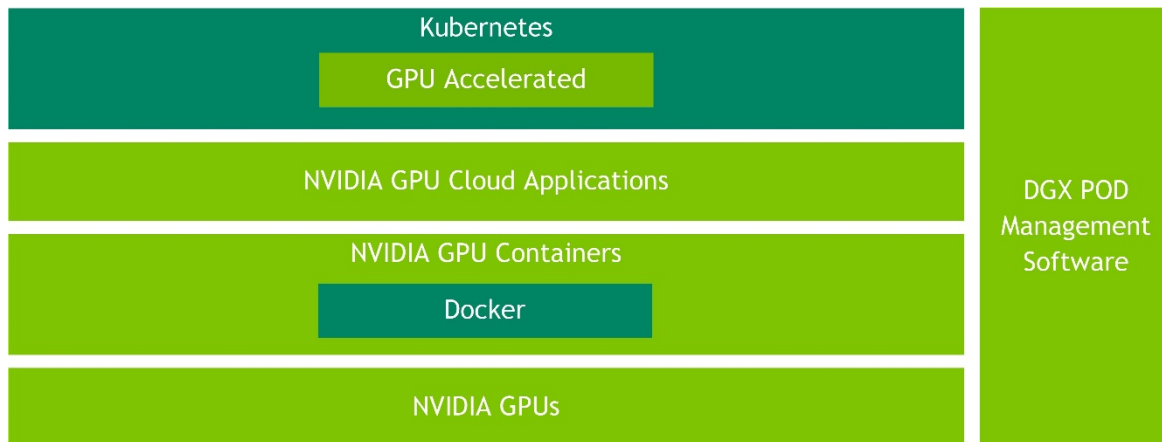 Kubernetes
GPU Accelerated
NVIDIA GPU Cloud Applications
NVIDIA GPU Containers
Docker
NVIDIA GPUs
DGX POD
Management
Software